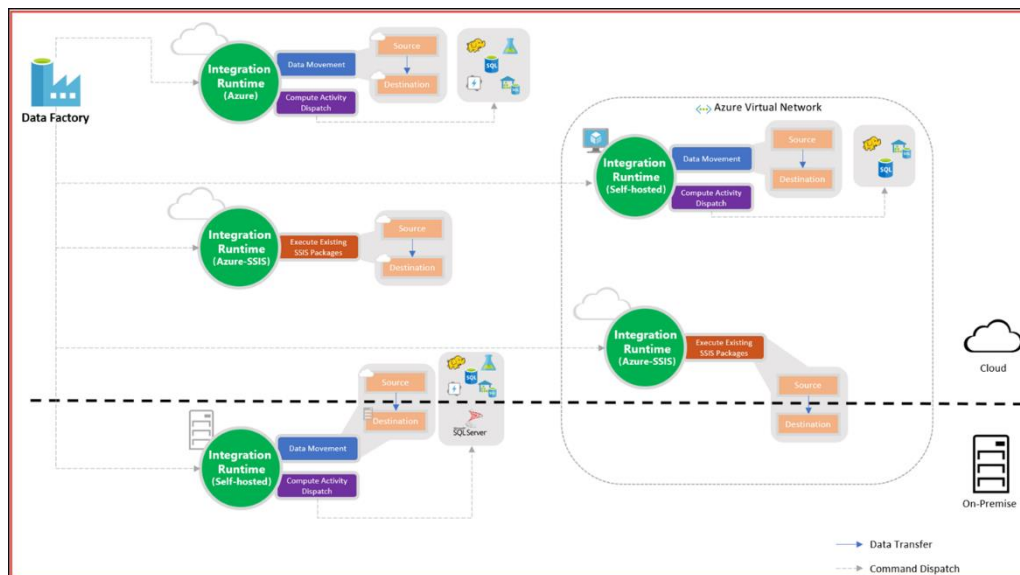 Data Factory
Integration
Runtime
(Azure)
Data Movement
Compute Activity
Dispatch
Source
Destination
SQL
Azure Virtual Network
Integration
Runtime
(Self-hosted)
Data Movement
Compute Activity
Dispatch
Source
Destination
SQL
Integration
Runtime
(Azure-SSIS)
Execute Existing
SSIS Packages
Source
Destination
Integration
Runtime
(Azure-SSIS)
Execute Existing
SSIS Packages
Source
Destination
Cloud
Integration
Runtime
(Self-hosted)
Data Movement
Compute Activity
Dispatch
Source
Destination
SQL
SQL Server
On-Premise
Data Transfer
Command Dispatch